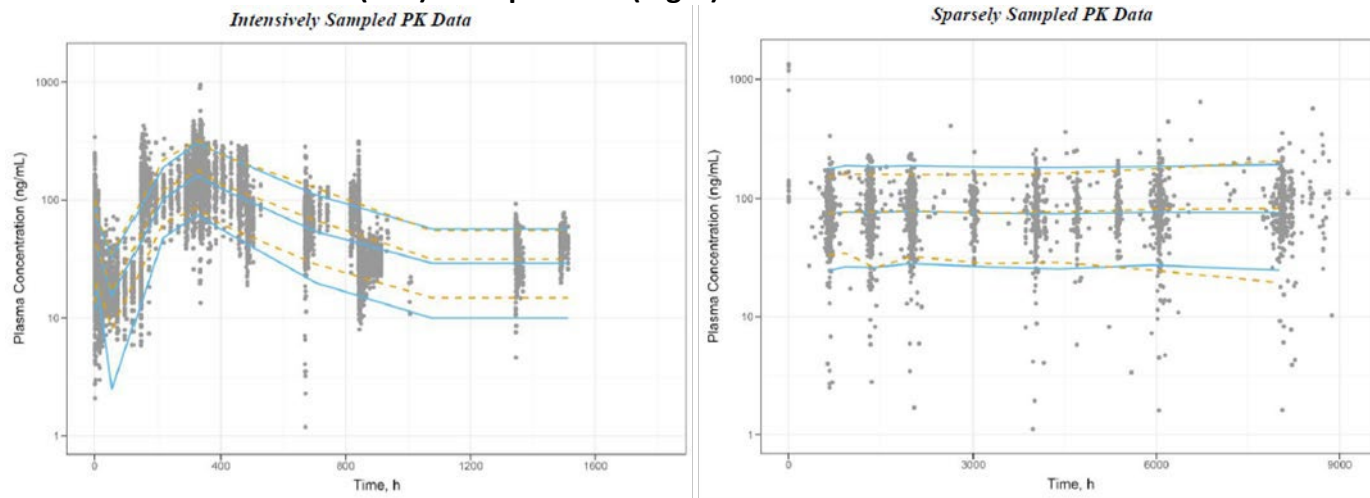 Intensively Sampled PK Data
Sparsely Sampled PK Data
Plasma Concentration (ng/mL)
1000
100
10
1
0
400
800
1200
1600
Time, h
Plasma Concentration (ng/mL)
1000
100
10
1
0
3000
6000
9000
Time, h